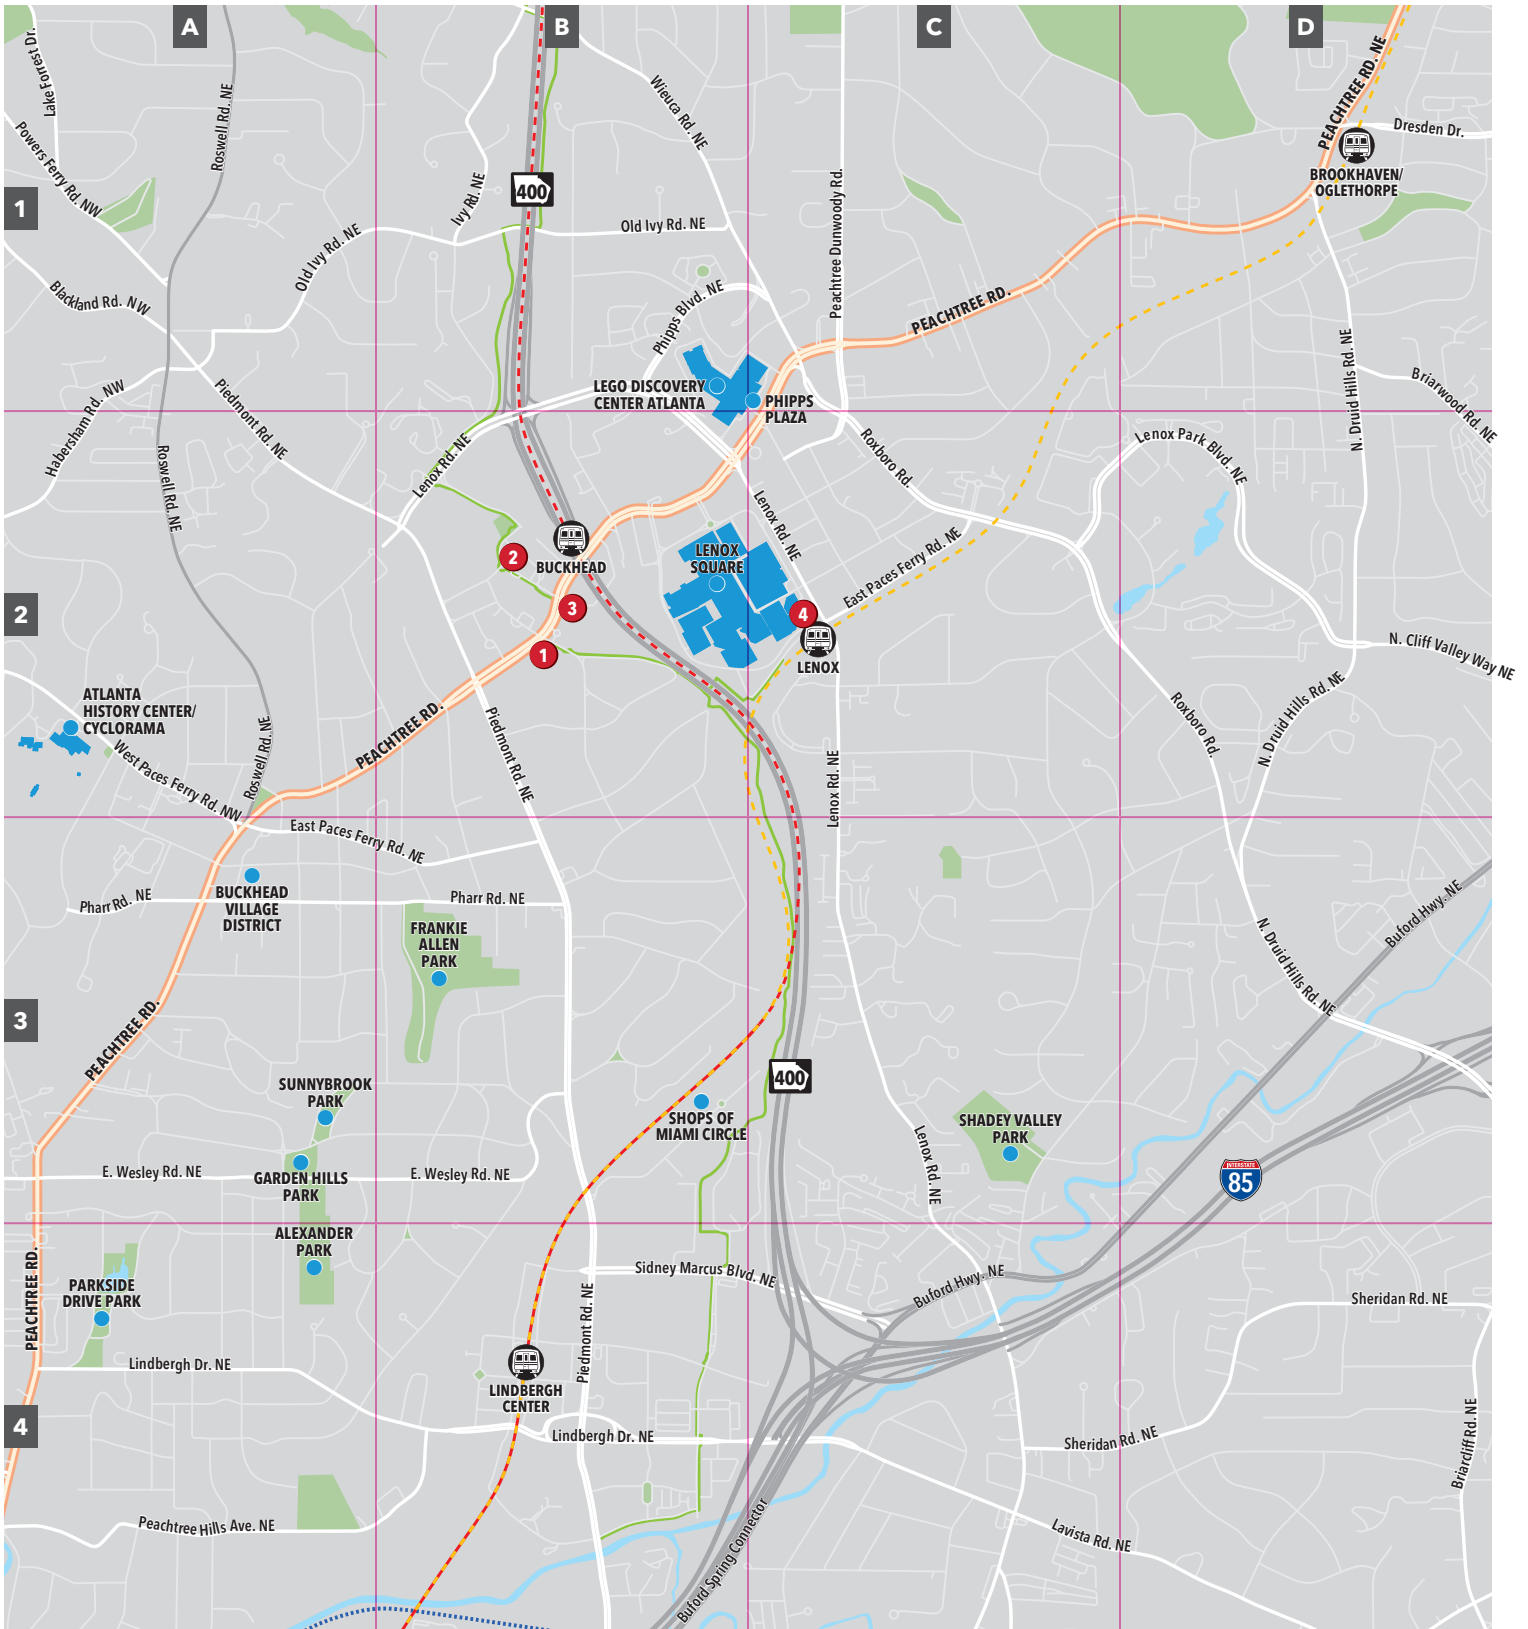 A
B
C
D
Lake Forrest Dr.
Powers Ferry Rd. NW
Roswell Rd. NE
Wieuca Rd. NE
PEACHTREE RD. NE
Dresden Dr.
BROOKHAVEN/
OGLETHORPE
1
Ivy Rd. NE
400
Old Ivy Rd. NE
Old Ivy Rd. NE
Peachtree Dunwoody Rd.
Blackland Rd. NW
Phipps Blvd. NE
PEACHTREE RD.
N. Druid Hills Rd. NE
Briarwood Rd. NE
Habersham Rd. NW
Piedmont Rd. NE
LEGO DISCOVERY
CENTER ATLANTA
PHIPPS
PLAZA
Roswell Rd. NE
Lenox Rd. NE
Roxboro Rd.
Lenox Park Blvd. NE
Lenox Rd. NE
2
BUCKHEAD
LENOX
SQUARE
East Paces Ferry Rd. NE
3
4
2
1
LENOX
N. Cliff Valley Way NE
ATLANTA
HISTORY CENTER/
CYCLORAMA
West Paces Ferry Rd. NW
Roswell Rd. NE
PEACHTREE RD.
Piedmont Rd. NE
Lenox Rd. NE
Roxboro Rd.
N. Druid Hills Rd. NE
East Paces Ferry Rd. NE
BUCKHEAD
VILLAGE
DISTRICT
Pharr Rd. NE
Pharr Rd. NE
FRANKIE
ALLEN
PARK
Buford Hwy. NE
N. Druid Hills Rd. NE
3
PEACHTREE RD.
400
SUNNYBROOK
PARK
SHOPS OF
MIAMI CIRCLE
SHADEY VALLEY
PARK
Lenox Rd. NE
E. Wesley Rd. NE
GARDEN HILLS
PARK
E. Wesley Rd. NE
INTERSTATE
85
ALEXANDER
PARK
PEACHTREE RD.
PARKSIDE
DRIVE PARK
Sidney Marcus Blvd. NE
Buford Hwy. NE
Sheridan Rd. NE
Piedmont Rd. NE
Lindbergh Dr. NE
LINDBERGH
CENTER
4
Lindbergh Dr. NE
Sheridan Rd. NE
Briarcliff Rd. NE
Peachtree Hills Ave. NE
Buford Spring Connector
Lavista Rd. NE